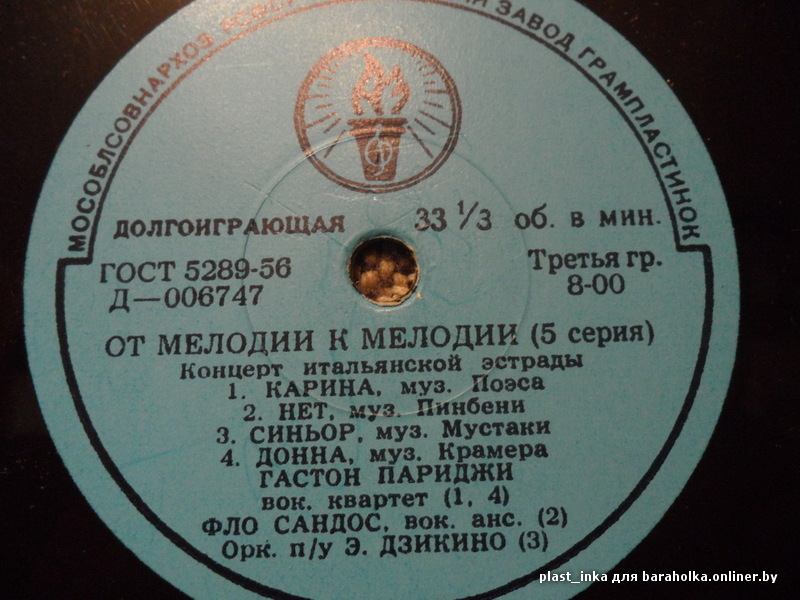 МОСОБЛСОВНАРХОЗ ЗАВОД ГРАМПЛАСТИНОК
ДОЛГОИГРАЮЩАЯ 33 1/3 об. в мин.
ГОСТ 5289-56 Третья гр.
Д—006747 8-00
ОТ МЕЛОДИИ К МЕЛОДИИ (5 серия)
Концерт итальянской эстрады
1. КАРИНА, муз. Поэса
2. НЕТ, муз. Пинбени
3. СИНЬОР, муз. Мустаки
4. ДОННА, муз. Крамера
ГАСТОН ПАРИДЖИ
вок. квартет (1, 4)
ФЛО САНДОС, вок. анс. (2)
Орк. п/у Э. ДЗИКИНО (3)
plast_inka для baraholka.onliner.by